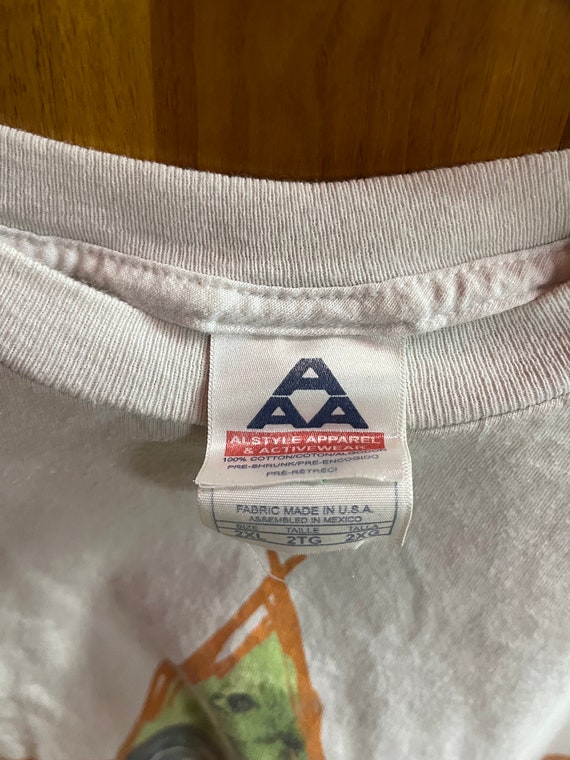 A
AA
ALSTYLE APPAREL
& ACTIVEWEAR
100% COTTON/COTON/ALGODON
PRE-SHRUNK/PRE-ENCOGIDO
PRÉ-RÉTRÉCI
FABRIC MADE IN U.S.A.
ASSEMBLED IN MEXICO
SIZE TAILLE TALLA
2XL 2TG 2XG